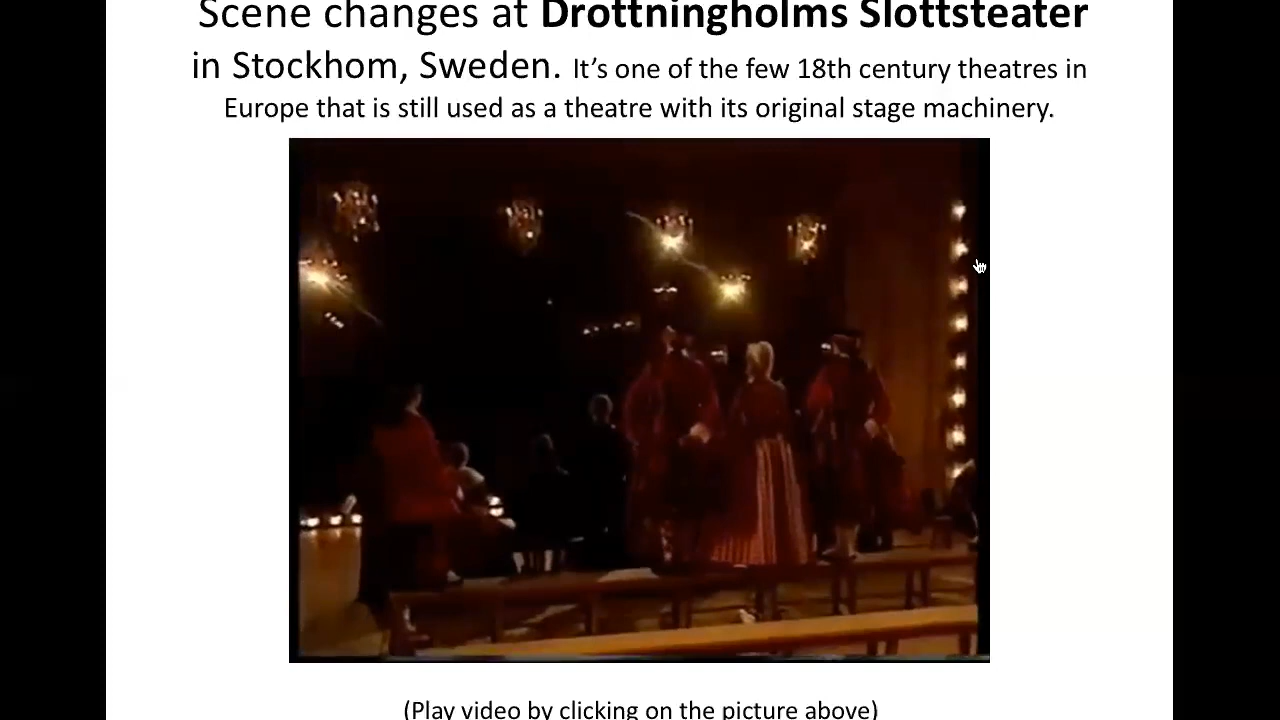 Scene changes at Drottningholms Slottsteater
in Stockhom, Sweden. It’s one of the few 18th century theatres in
Europe that is still used as a theatre with its original stage machinery.
(Play video by clicking on the picture above)